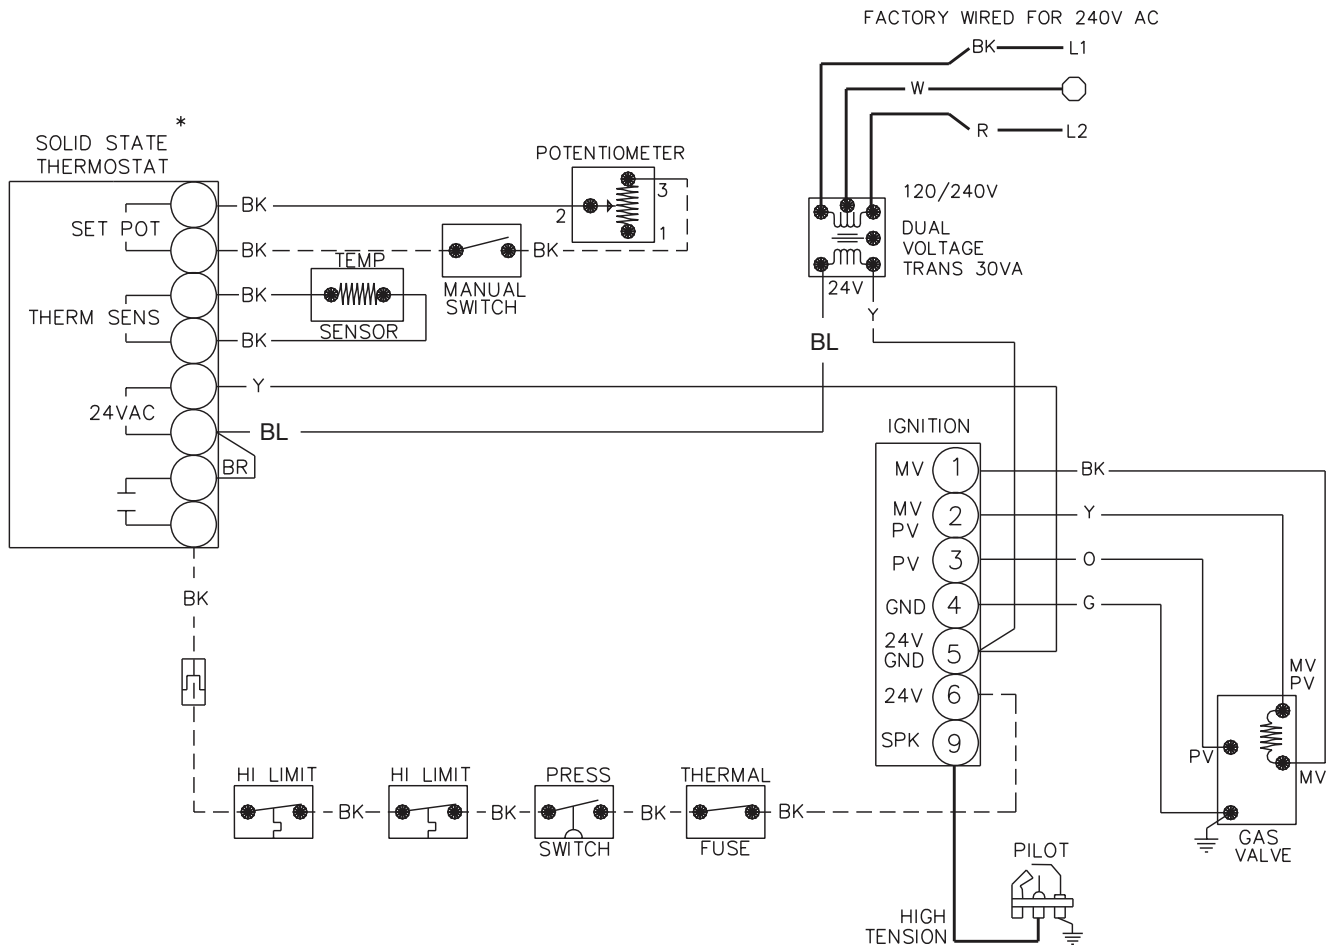 FACTORY WIRED FOR 240V AC
BK L1
W
R L2
*
SOLID STATE
THERMOSTAT
POTENTIOMETER
3
2
1
120/240V
DUAL
VOLTAGE
TRANS 30VA
24V
Y
BL
SET POT
BK
BK
BK
MANUAL
SWITCH
TEMP
SENSOR
THERM SENS
BK
BK
24VAC
Y
BL
BR
IGNITION
MV 1 BK
MV
PV 2 Y
PV 3 O
GND 4 G
24V
GND 5
24V 6
SPK 9
MV
PV
PV
MV
GAS
VALVE
BK
HI LIMIT
BK
HI LIMIT
BK
PRESS
SWITCH
BK
THERMAL
FUSE
BK
PILOT
HIGH
TENSION